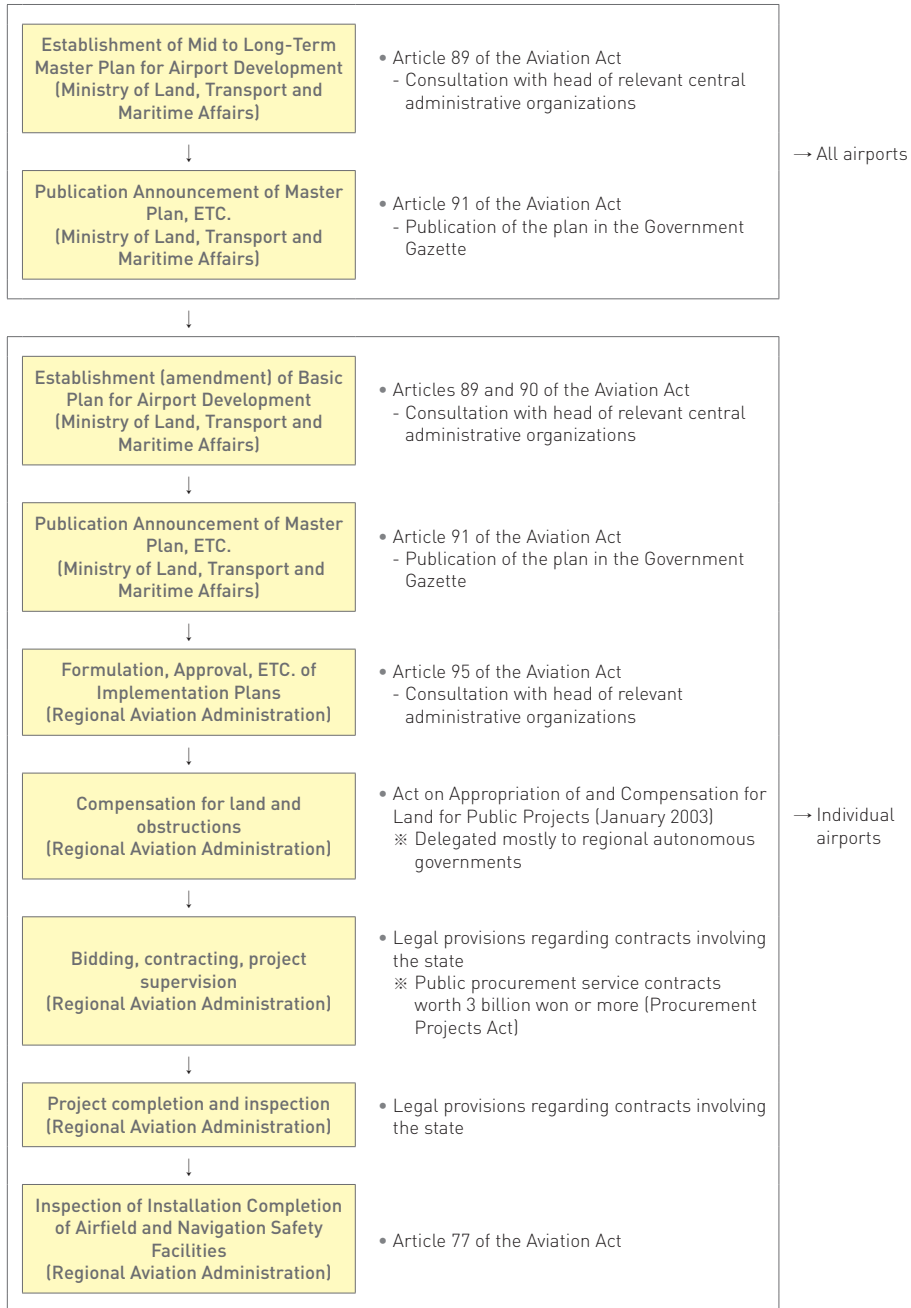 Establishment of Mid to Long-Term
Master Plan for Airport Development
(Ministry of Land, Transport and
Maritime Affairs)
• Article 89 of the Aviation Act
- Consultation with head of relevant central
administrative organizations
↓
→ All airports
Publication Announcement of Master
Plan, ETC.
(Ministry of Land, Transport and
Maritime Affairs)
• Article 91 of the Aviation Act
- Publication of the plan in the Government
Gazette
↓
Establishment (amendment) of Basic
Plan for Airport Development
(Ministry of Land, Transport and
Maritime Affairs)
• Articles 89 and 90 of the Aviation Act
- Consultation with head of relevant central
administrative organizations
↓
Publication Announcement of Master
Plan, ETC.
(Ministry of Land, Transport and
Maritime Affairs)
• Article 91 of the Aviation Act
- Publication of the plan in the Government
Gazette
↓
Formulation, Approval, ETC. of
Implementation Plans
(Regional Aviation Administration)
• Article 95 of the Aviation Act
- Consultation with head of relevant
administrative organizations
↓
Compensation for land and
obstructions
(Regional Aviation Administration)
• Act on Appropriation of and Compensation for
Land for Public Projects (January 2003)
※ Delegated mostly to regional autonomous
governments
→ Individual
airports
↓
Bidding, contracting, project
supervision
(Regional Aviation Administration)
• Legal provisions regarding contracts involving
the state
※ Public procurement service contracts
worth 3 billion won or more (Procurement
Projects Act)
↓
Project completion and inspection
(Regional Aviation Administration)
• Legal provisions regarding contracts involving
the state
↓
Inspection of Installation Completion
of Airfield and Navigation Safety
Facilities
(Regional Aviation Administration)
• Article 77 of the Aviation Act